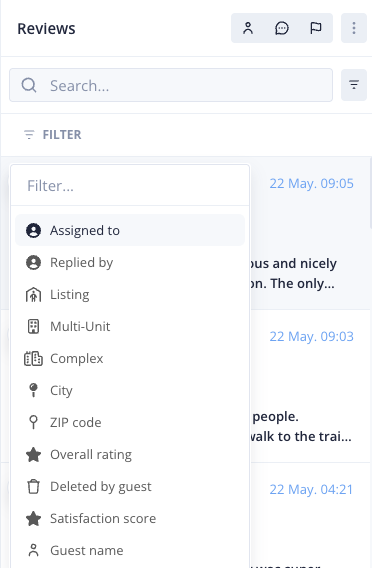 Reviews
Search...
FILTER
Filter...
22 May. 09:05
Assigned to
Replied by
ous and nicely
Listing
on. The only...
Multi-Unit
22 May. 09:03
Complex
City
people.
ZIP code
walk to the trai...
Overall rating
Deleted by guest
22 May. 04:21
Satisfaction score
Guest name